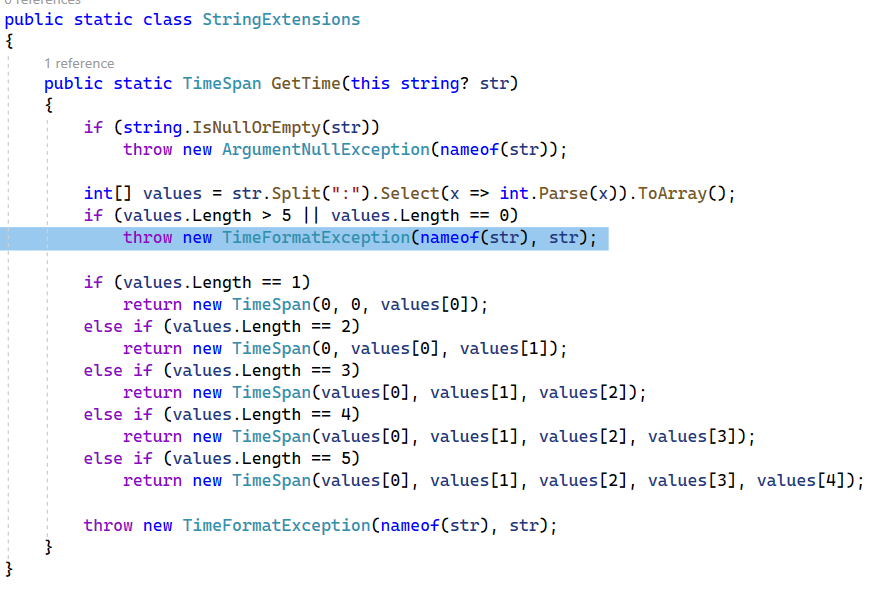 0 references
public static class StringExtensions
{
1 reference
public static TimeSpan GetTime(this string? str)
{
if (string.IsNullOrEmpty(str))
throw new ArgumentNullException(nameof(str));
int[] values = str.Split(":").Select(x => int.Parse(x)).ToArray();
if (values.Length > 5 || values.Length == 0)
throw new TimeFormatException(nameof(str), str);
if (values.Length == 1)
return new TimeSpan(0, 0, values[0]);
else if (values.Length == 2)
return new TimeSpan(0, values[0], values[1]);
else if (values.Length == 3)
return new TimeSpan(values[0], values[1], values[2]);
else if (values.Length == 4)
return new TimeSpan(values[0], values[1], values[2], values[3]);
else if (values.Length == 5)
return new TimeSpan(values[0], values[1], values[2], values[3], values[4]);
throw new TimeFormatException(nameof(str), str);
}
}